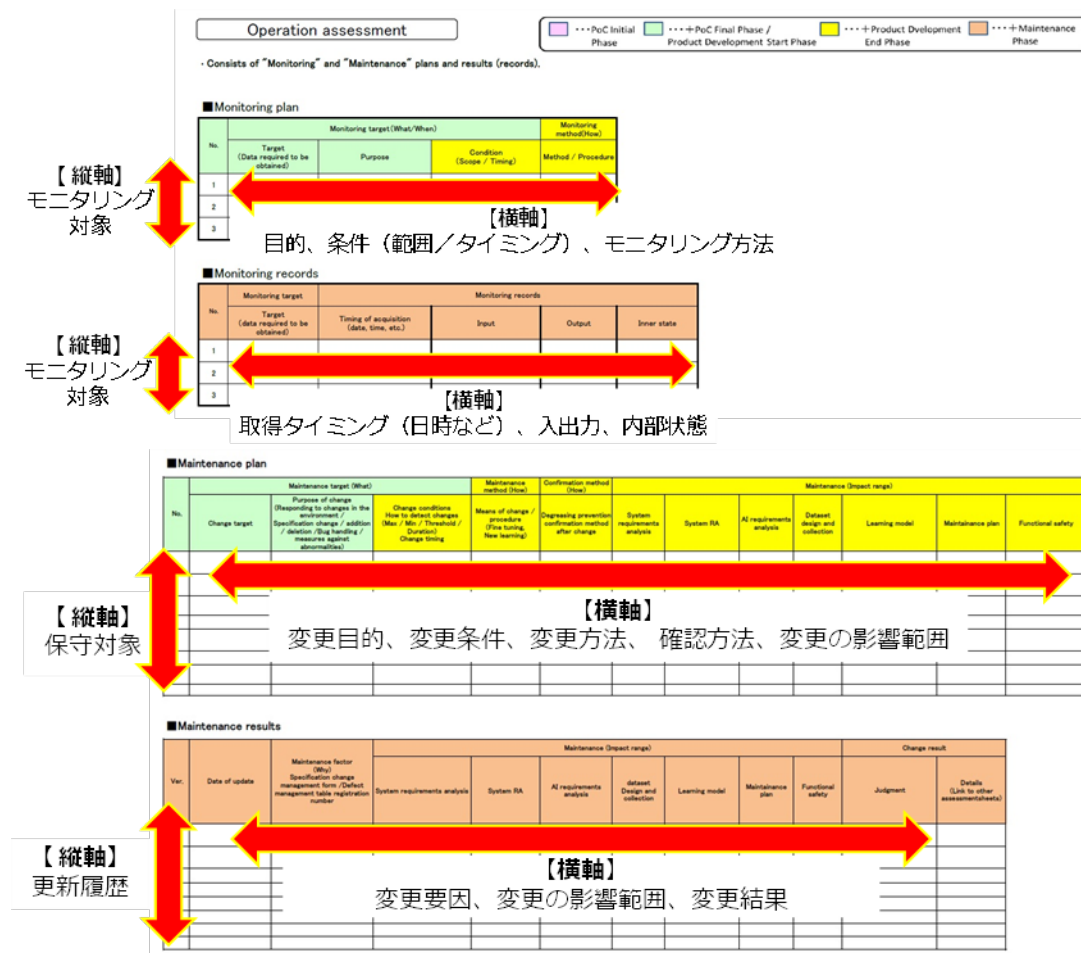 Operation assessment
・・・PoC Initial
Phase
・・・+PoC Final Phase /
Product Development Start Phase
・・・+Product Dvelopment
End Phase
・・・+Maintenance
Phase
・Consists of "Monitoring" and "Maintenance" plans and results (records).
■Monitoring plan
No.
Monitoring target(What/When)
Monitoring
method(How)
Target
(Data required to be
obtained)
Purpose
Condition
(Scope / Timing)
Method / Procedure
1
2
3
【縦軸】
モニタリング
対象
【横軸】
目的、条件（範囲／タイミング）、モニタリング方法
■Monitoring records
No.
Monitoring target
Monitoring records
Target
(data required to be
obtained)
Timing of acquisition
(date, time, etc.)
Input
Output
Inner state
1
2
3
【縦軸】
モニタリング
対象
【横軸】
取得タイミング（日時など）、入出力、内部状態
■Maintenance plan
No.
Maintenance target (What)
Maintenance
method (How)
Confirmation method
(How)
Maintenance (Impact range)
Change target
Purpose of change
(Responding to changes in the
environment /
Specification change / addition
/ deletion /Bug handling /
measures against
abnormalities)
Change conditions
How to detect changes
(Max / Min / Threshold /
Duration)
Change timing
Means of change /
procedure
(Fine tuning,
New learning)
Degreasing prevention
confirmation method
after change
System
requirements
analysis
System RA
AI requirements
analysis
Dataset
design and
collection
Learning model
Maintainance plan
Functional safety
【縦軸】
保守対象
【横軸】
変更目的、変更条件、変更方法、 確認方法、変更の影響範囲
■Maintenance results
Ver.
Date of update
Maintenance factor
(Why)
Specification change
management form /Defect
management table registration
number
Maintenance (Impact range)
Change result
System requirements analysis
System RA
AI requirements
analysis
dataset
Design and
collection
Learning model
Maintainance
plan
Functional
safety
Judgment
Details
(Link to other
assessmentsheets)
【縦軸】
更新履歴
【横軸】
変更要因、変更の影響範囲、変更結果